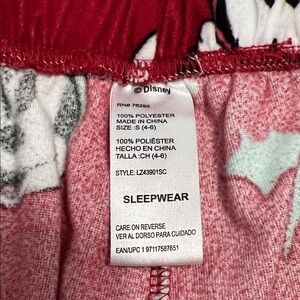 © Disney
RN# 76292
100% POLYESTER
MADE IN CHINA
SIZE :S (4-6)
100% POLIÉSTER
HECHO EN CHINA
TALLA :CH (4-6)
STYLE: LZ43901SC
SLEEPWEAR
CARE ON REVERSE
VER AL DORSO PARA CUIDADO
EAN/UPC 1 97117587651